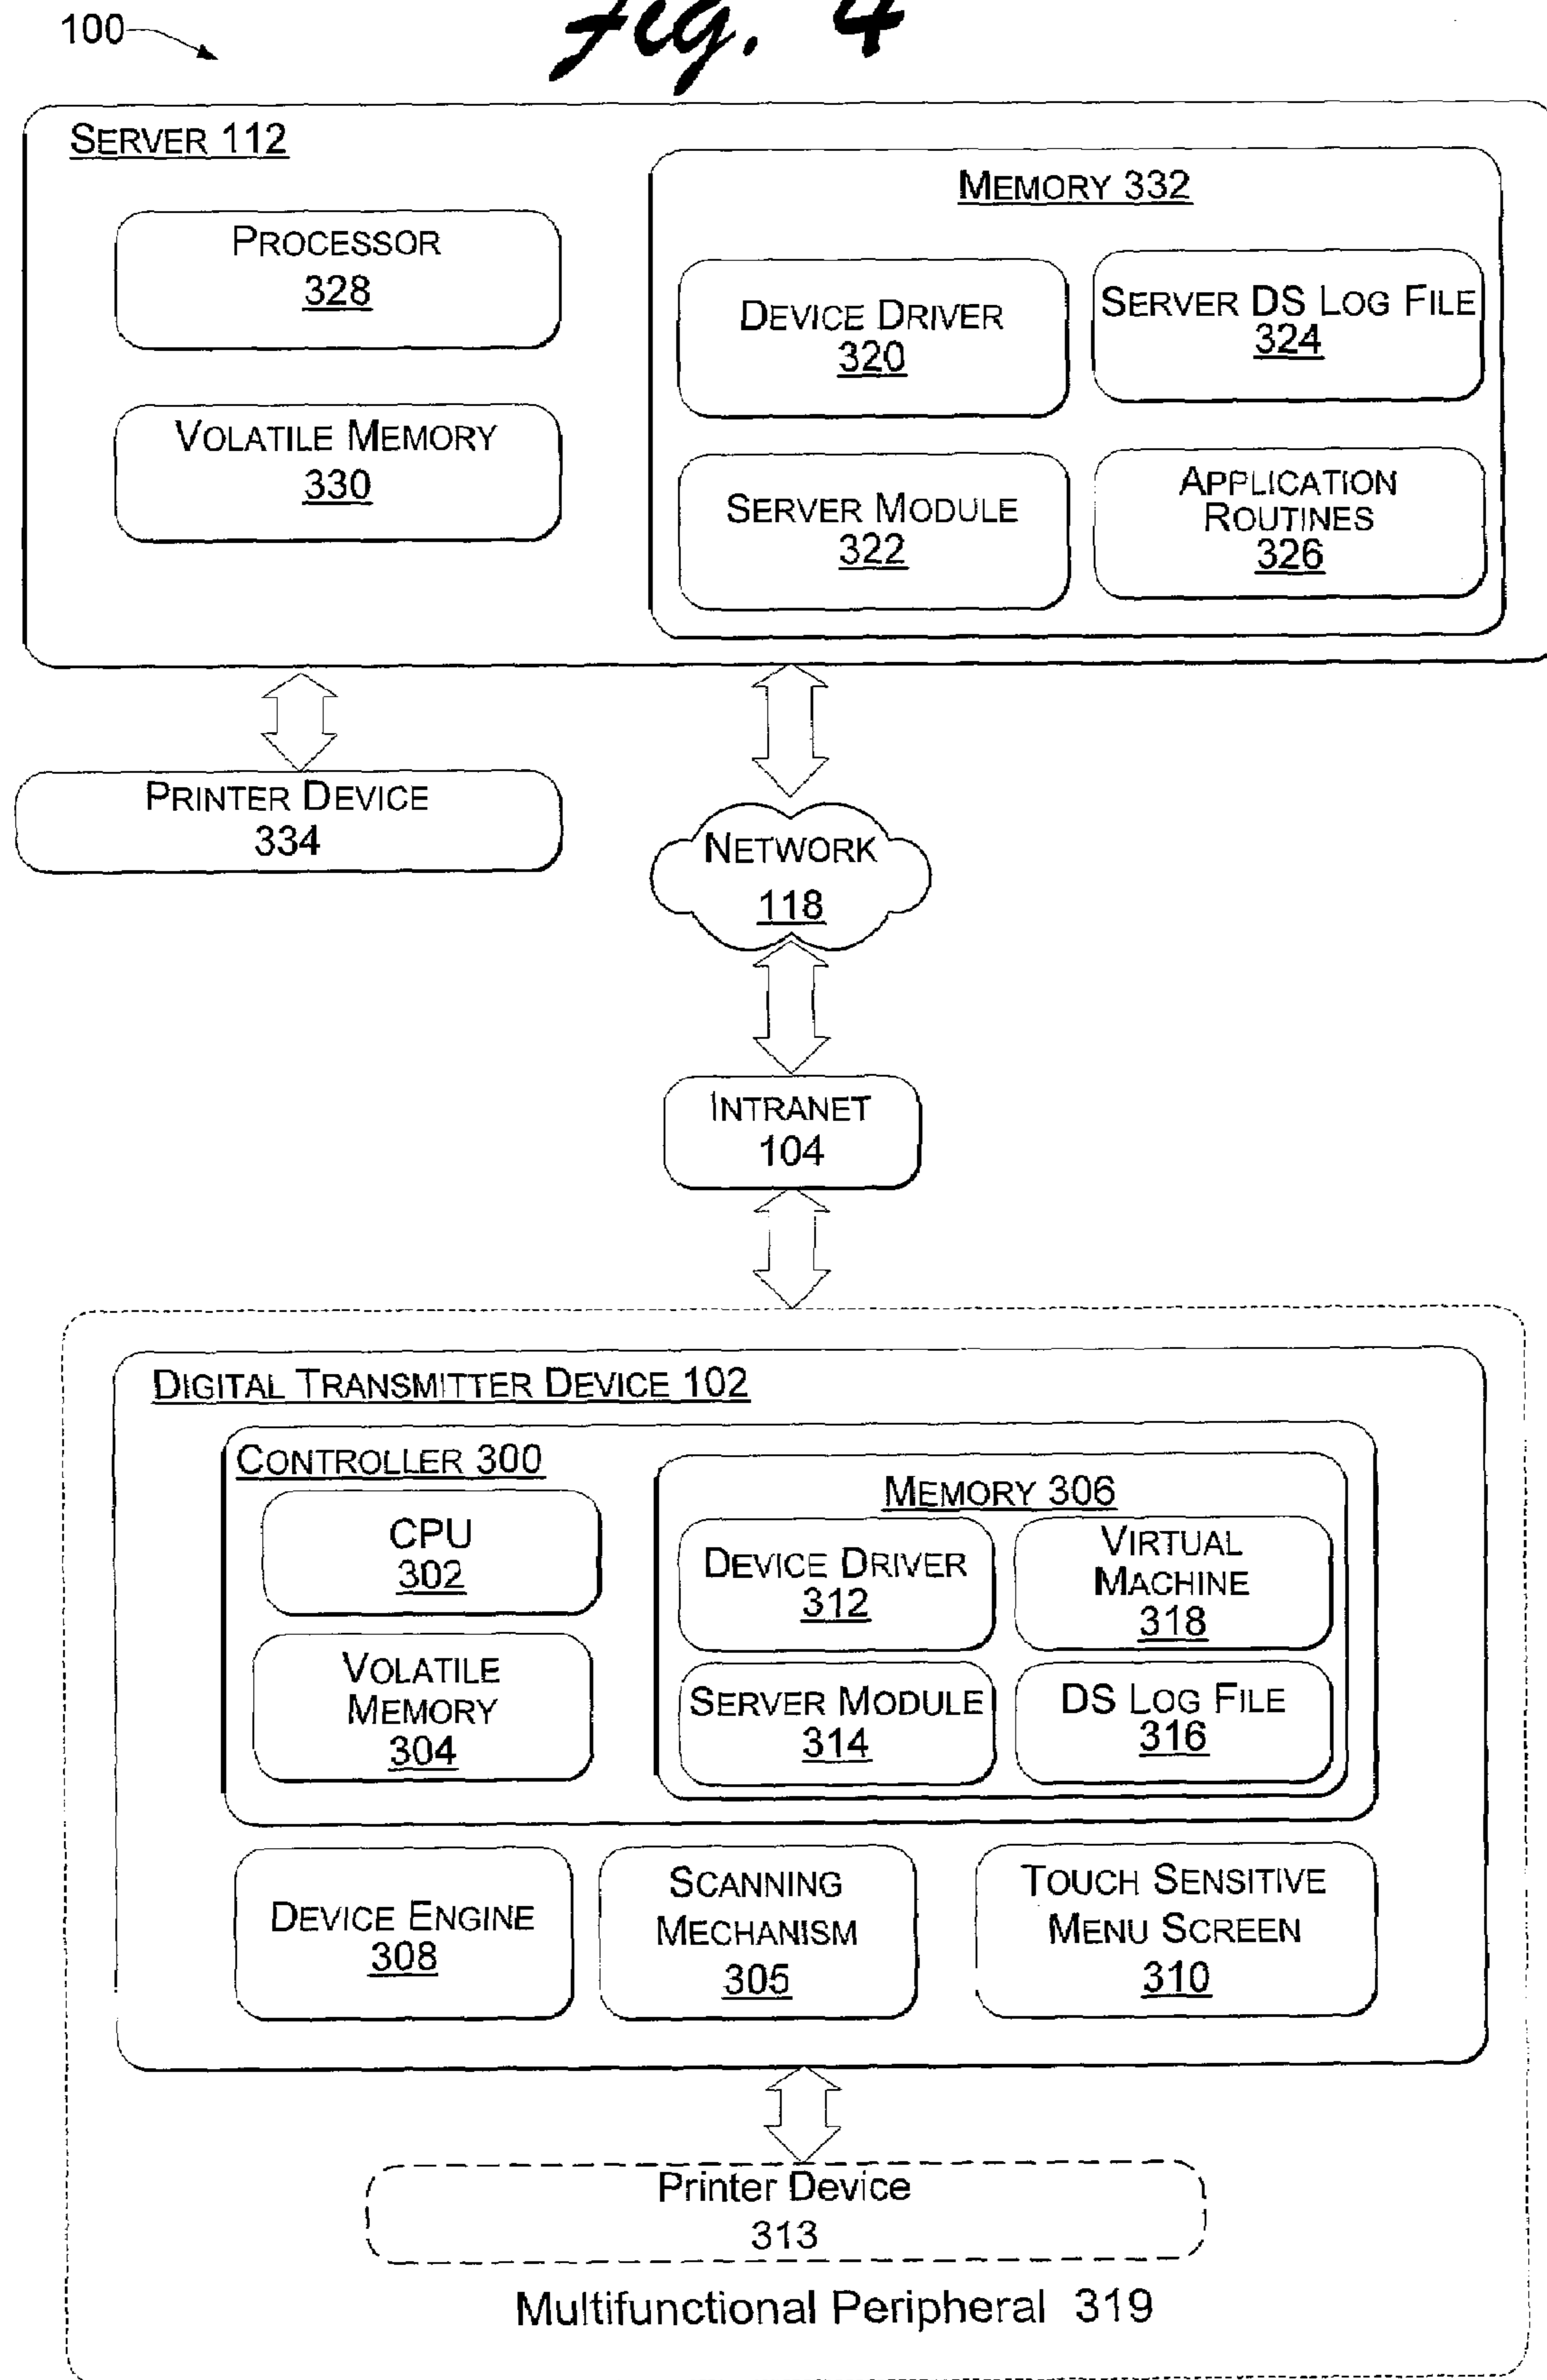 100
Fig. 4
SERVER 112
PROCESSOR
328
VOLATILE MEMORY
330
MEMORY 332
DEVICE DRIVER
320
SERVER DS LOG FILE
324
SERVER MODULE
322
APPLICATION
ROUTINES
326
PRINTER DEVICE
334
NETWORK
118
INTRANET
104
DIGITAL TRANSMITTER DEVICE 102
CONTROLLER 300
CPU
302
VOLATILE
MEMORY
304
MEMORY 306
DEVICE DRIVER
312
VIRTUAL
MACHINE
318
SERVER MODULE
314
DS LOG FILE
316
DEVICE ENGINE
308
SCANNING
MECHANISM
305
TOUCH SENSITIVE
MENU SCREEN
310
Printer Device
313
Multifunctional Peripheral 319